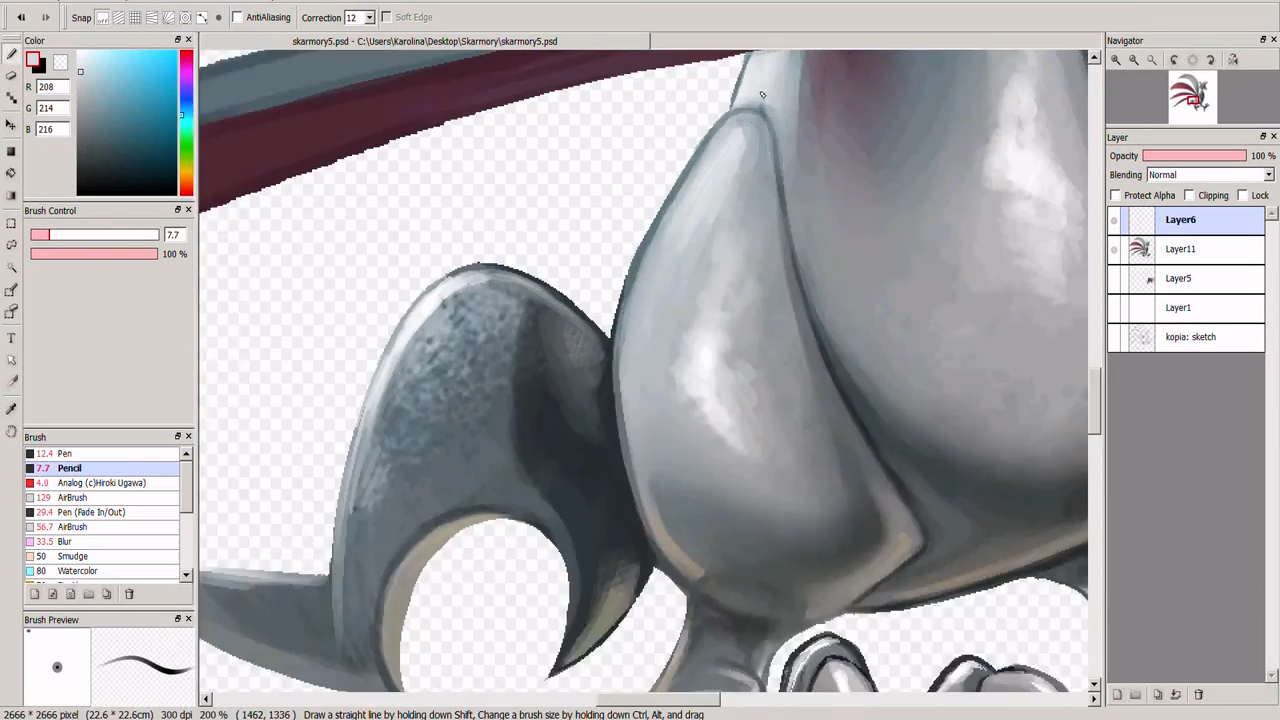 Snap
off
AntiAliasing
Correction 12
Soft Edge
Color
skarmory5.psd - C:\Users\Karolina\Desktop\Skarmory\skarmory5.psd
Navigator
R 208
G 214
B 216
Layer
Opacity 100 %
Blending Normal
Protect Alpha Clipping Lock
Brush Control
7.7
100 %
Layer6
Layer11
Layer5
Layer1
kopia: sketch
Brush
12.4 Pen
7.7 Pencil
4.0 Analog (c)Hiroki Ugawa)
129 AirBrush
29.4 Pen (Fade In/Out)
56.7 AirBrush
33.5 Blur
50 Smudge
80 Watercolor
Brush Preview
2666 * 2666 pixel (22.6 * 22.6cm) 300 dpi
200 % ( 1462, 1336 ) Draw a straight line by holding down Shift, Change a brush size by holding down Ctrl, Alt, and drag